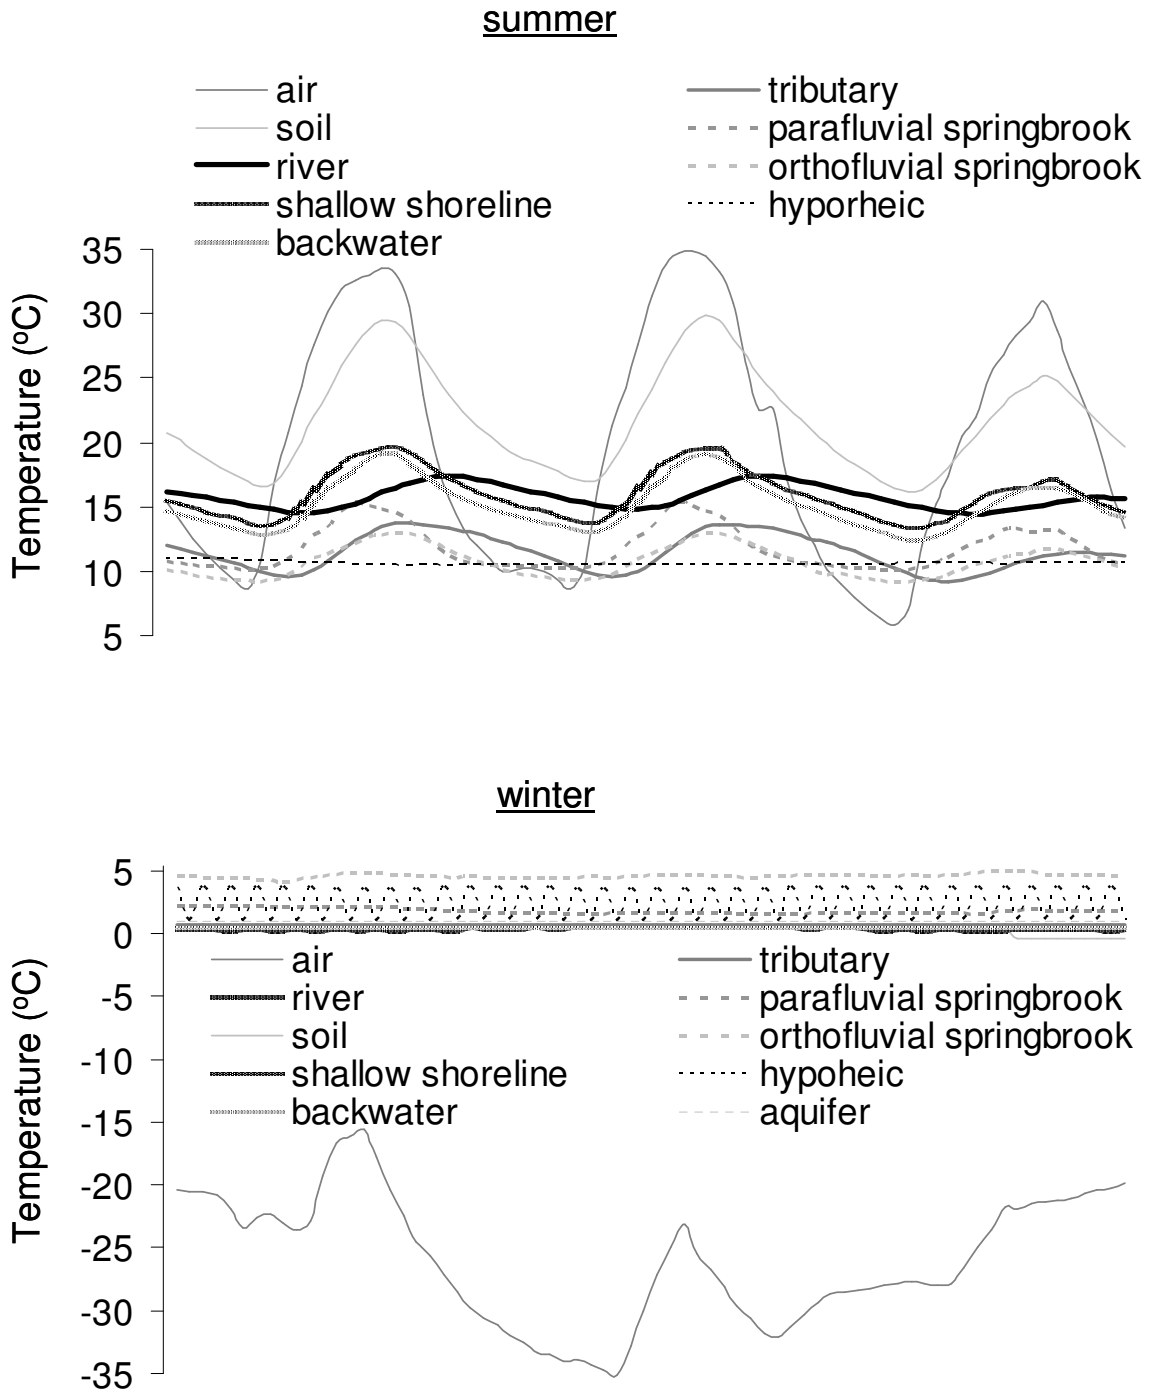 summer
air
soil
river
shallow shoreline
backwater
tributary
parafluvial springbrook
orthofluvial springbrook
hyporheic
Temperature (ºC)
35
30
25
20
15
10
5
winter
5
0
-5
-10
-15
-20
-25
-30
-35
Temperature (ºC)
air
river
soil
shallow shoreline
backwater
tributary
parafluvial springbrook
orthofluvial springbrook
hypoheic
aquifer